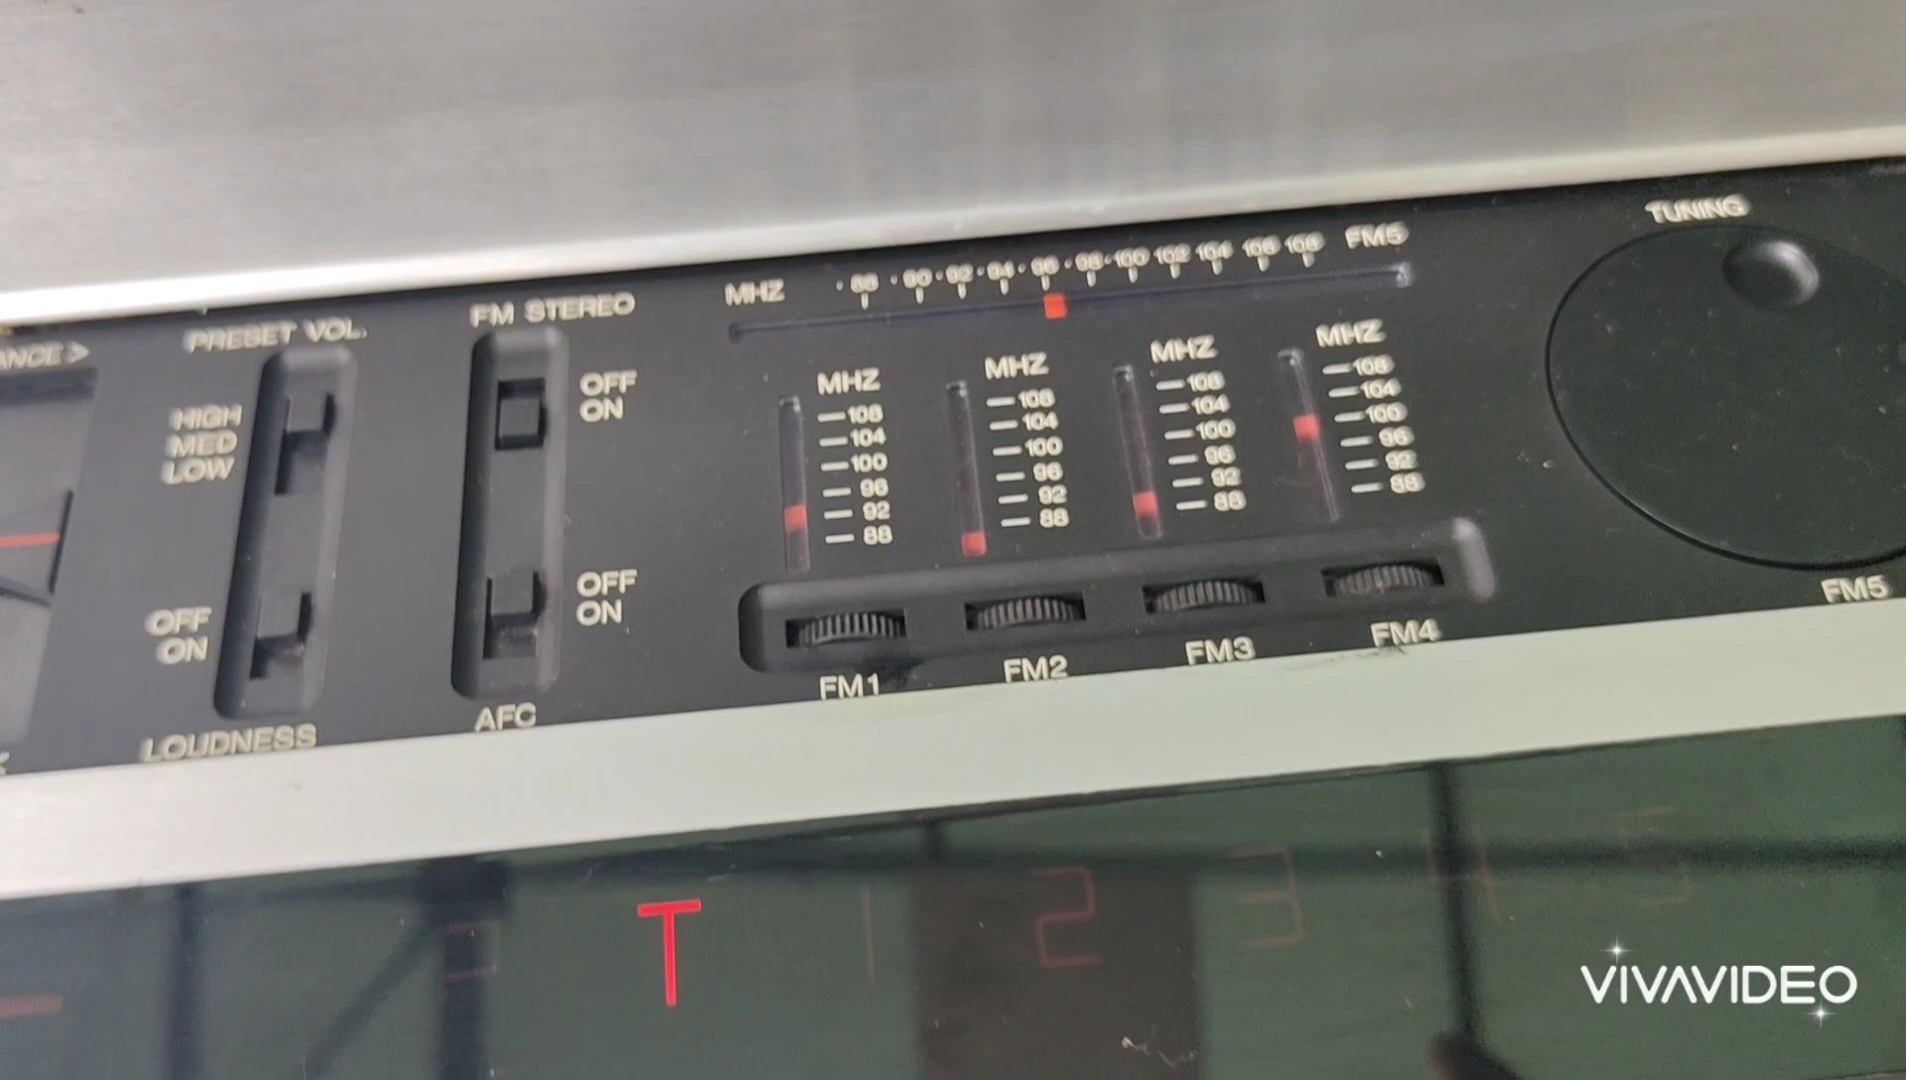 TUNING
MHZ 88 90 92 94 96 98 100 102 104 106 108 FM5
FM STEREO
PRESET VOL.
ANCE >
HIGH
MED
LOW
OFF
ON
MHZ
108
104
100
96
92
88
MHZ
108
104
100
96
92
88
MHZ
108
104
100
96
92
88
MHZ
108
104
100
96
92
88
OFF
ON
OFF
ON
LOUDNESS
AFC
FM1
FM2
FM3
FM4
FM5
T 1 2 3 4 5
VIVAVIDEO